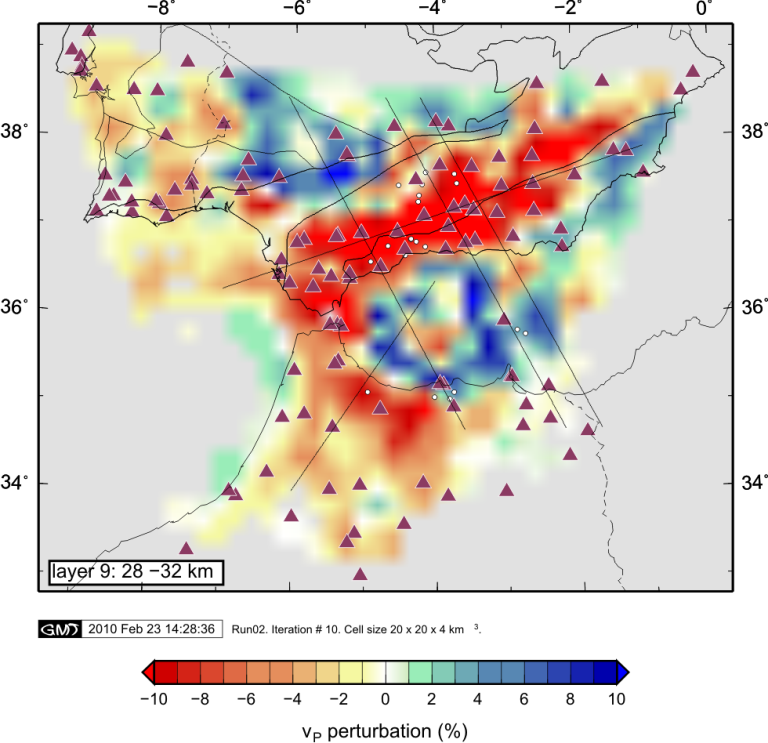 −8˚ −6˚ −4˚ −2˚ 0˚
38˚
38˚
36˚
36˚
34˚
34˚
layer 9: 28 −32 km
GMT 2010 Feb 23 14:28:36 Run02. Iteration # 10. Cell size 20 x 20 x 4 km ³.
−10 −8 −6 −4 −2 0 2 4 6 8 10
vP perturbation (%)